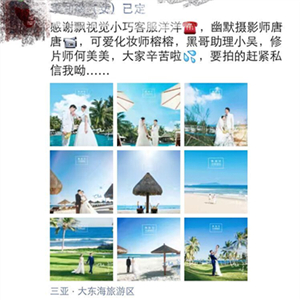 已定
感谢飘视觉小巧客服洋洋☎️，幽默摄影师唐
唐📷，可爱化妆师榕榕，黑哥助理小吴，修
片师何美美，大家辛苦啦💦，要拍的赶紧私
信我呦……
三亚 · 大东海旅游区